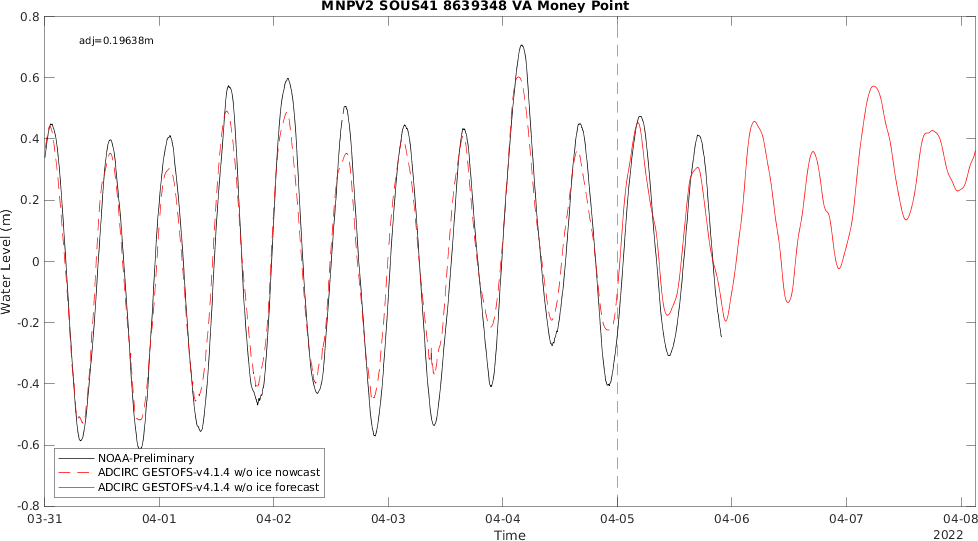 MNPV2 SOUS41 8639348 VA Money Point
adj=0.19638m
0.8
0.6
0.4
0.2
0
-0.2
-0.4
-0.6
-0.8
Water Level (m)
NOAA-Preliminary
ADCIRC GESTOFS-v4.1.4 w/o ice nowcast
ADCIRC GESTOFS-v4.1.4 w/o ice forecast
03-31 04-01 04-02 04-03 04-04 04-05 04-06 04-07 04-08
Time
2022